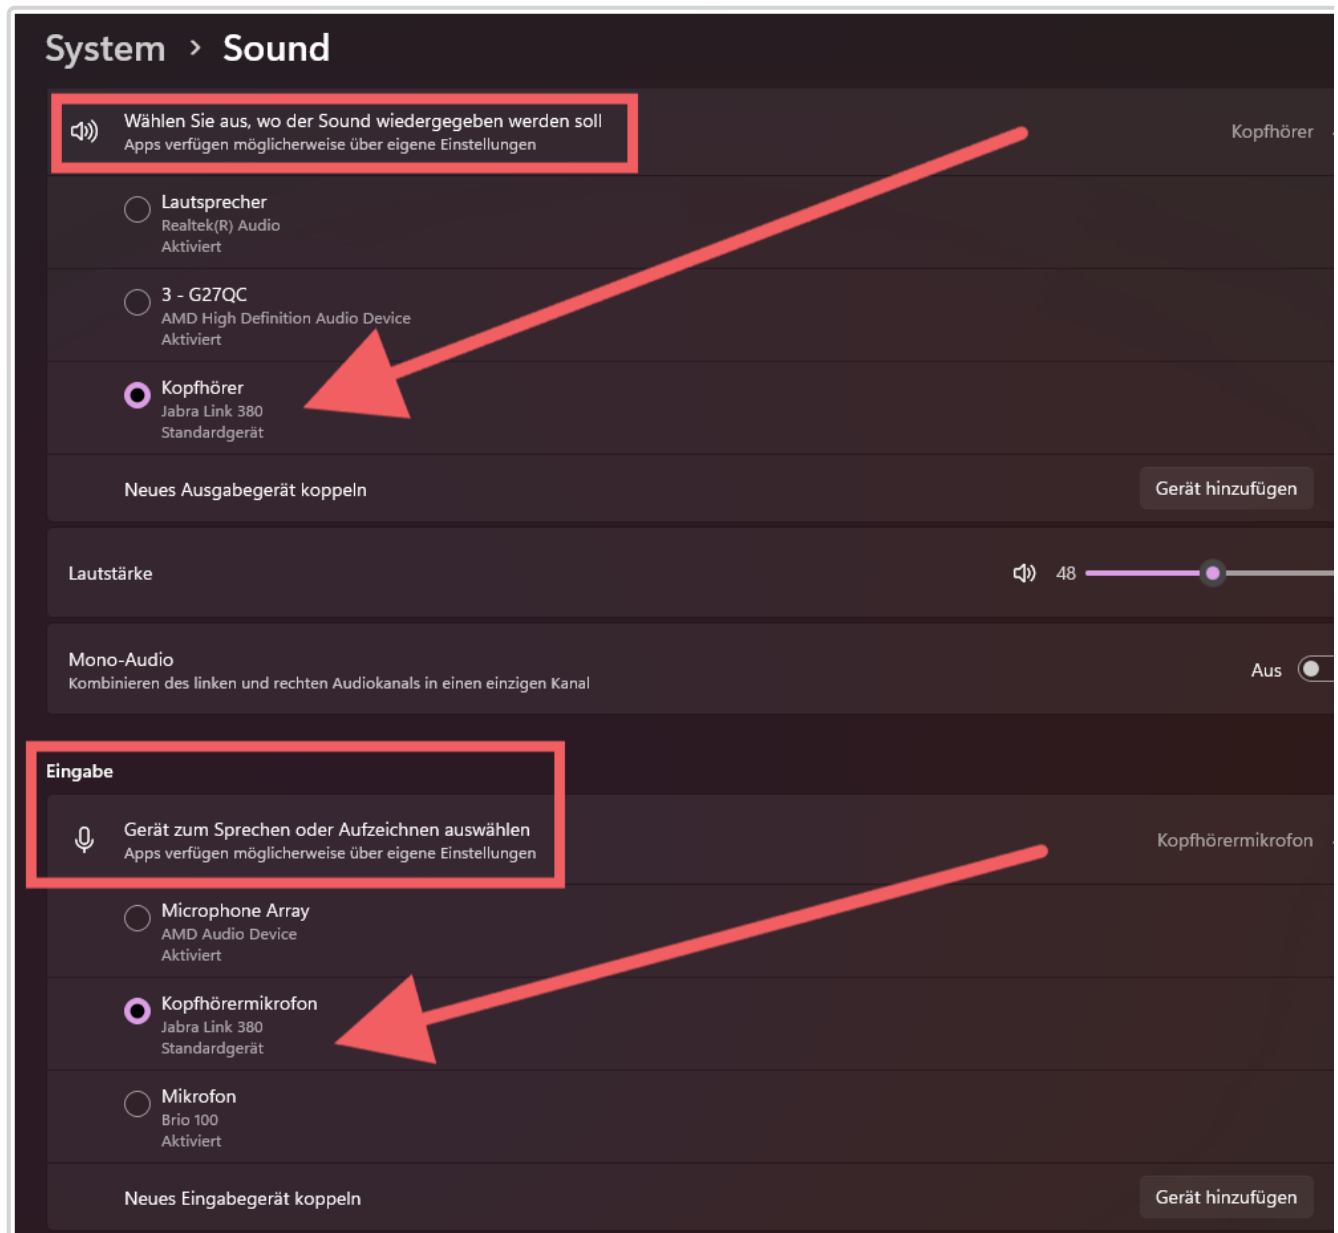 System > Sound
Wählen Sie aus, wo der Sound wiedergegeben werden soll
Apps verfügen möglicherweise über eigene Einstellungen
Kopfhörer
Lautsprecher
Realtek(R) Audio
Aktiviert
3 - G27QC
AMD High Definition Audio Device
Aktiviert
Kopfhörer
Jabra Link 380
Standardgerät
Neues Ausgabegerät koppeln
Gerät hinzufügen
Lautstärke
48
Mono-Audio
Kombinieren des linken und rechten Audiokanals in einen einzigen Kanal
Aus
Eingabe
Gerät zum Sprechen oder Aufzeichnen auswählen
Apps verfügen möglicherweise über eigene Einstellungen
Kopfhörermikrofon
Microphone Array
AMD Audio Device
Aktiviert
Kopfhörermikrofon
Jabra Link 380
Standardgerät
Mikrofon
Brio 100
Aktiviert
Neues Eingabegerät koppeln
Gerät hinzufügen